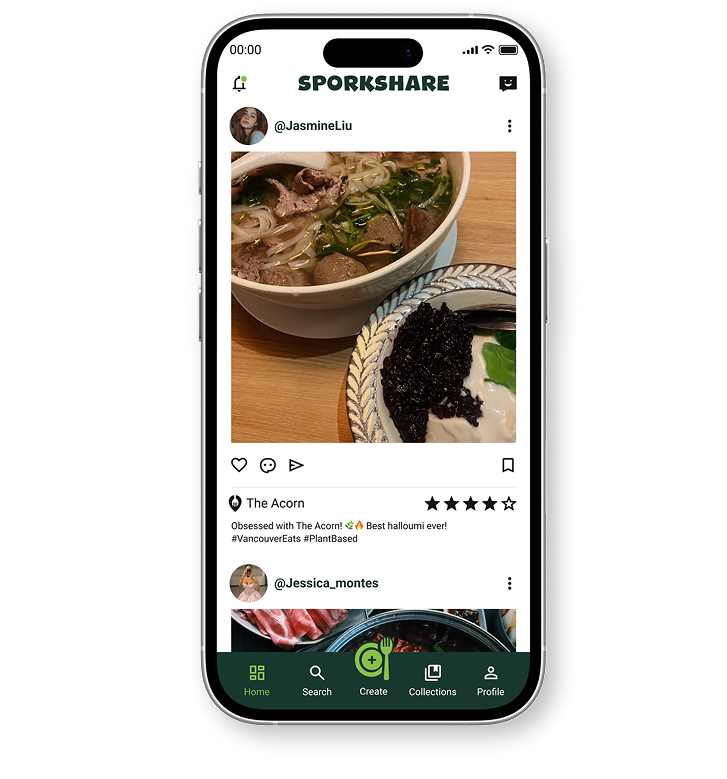 00:00
SPORKSHARE
@JasmineLiu
The Acorn
Obsessed with The Acorn! 🌿🔥 Best halloumi ever!
#VancouverEats #PlantBased
@Jessica_montes
Home Search Create Collections Profile